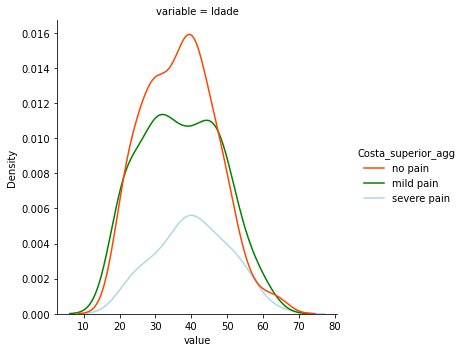 variable = Idade
0.016
0.014
0.012
0.010
0.008
0.006
0.004
0.002
0.000
Density
10 20 30 40 50 60 70 80
value
Costa_superior_agg
no pain
mild pain
severe pain